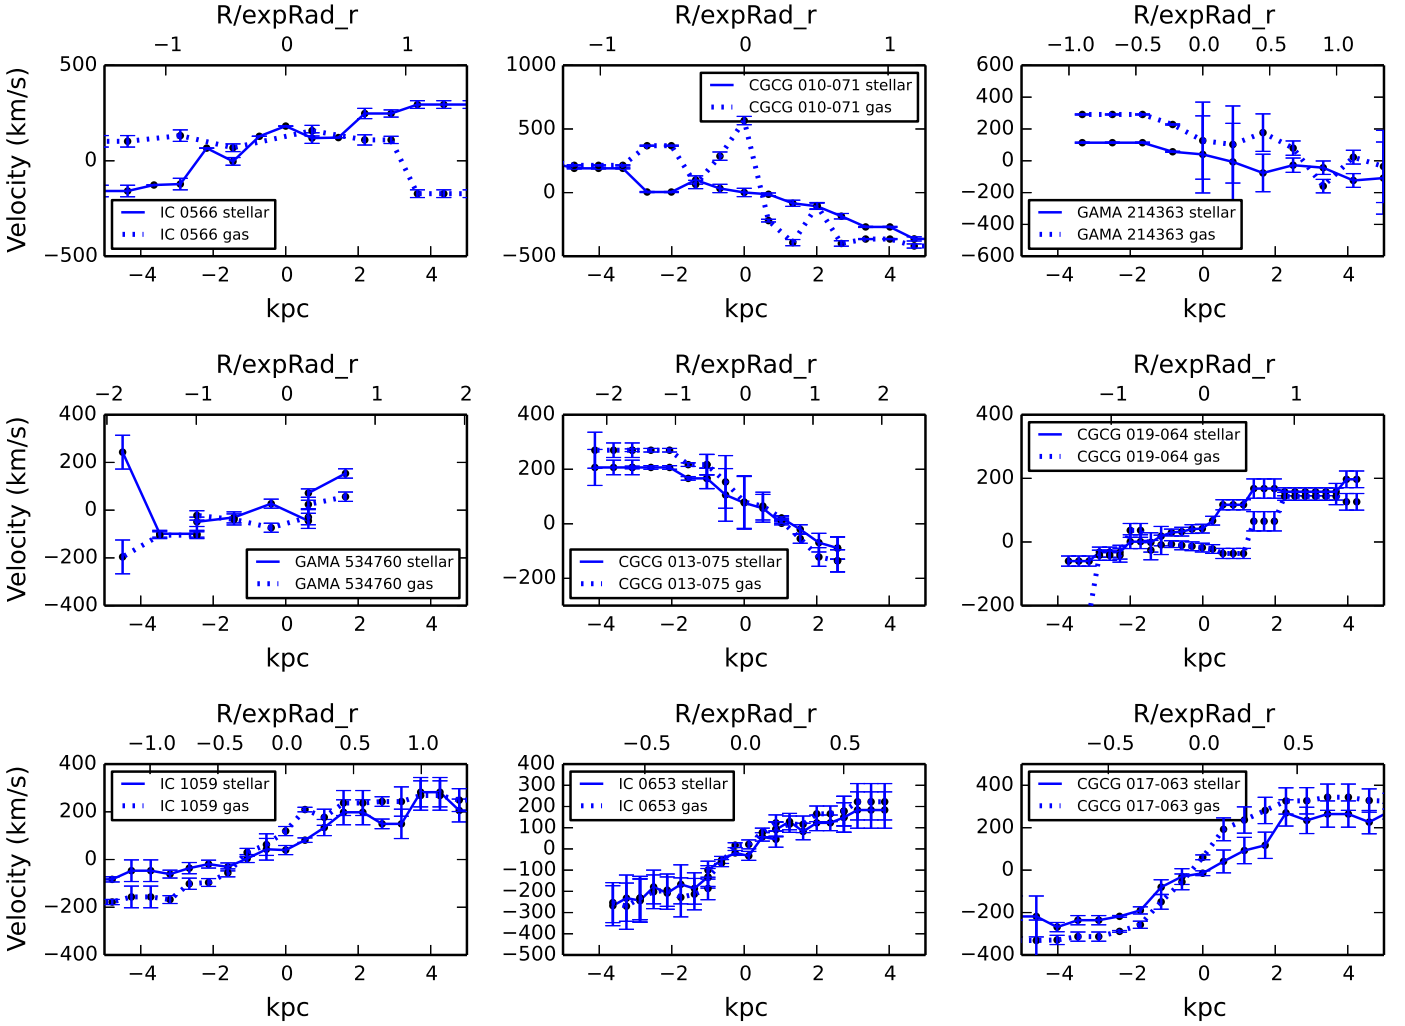 R/expRad_r R/expRad_r R/expRad_r
−1 0 1 −1 0 1 −1.0 −0.5 0.0 0.5 1.0
500 1000 600
CGCG 010-071 stellar
CGCG 010-071 gas
400
500 200
Velocity (km/s) 0 0
0 −200
IC 0566 stellar GAMA 214363 stellar
IC 0566 gas −400 GAMA 214363 gas
−500 −500 −600
−4 −2 0 2 4 −4 −2 0 2 4 −4 −2 0 2 4
kpc kpc kpc
R/expRad_r R/expRad_r R/expRad_r
−2 −1 0 1 2 −2 −1 0 1 2 −1 0 1
400 400 400
CGCG 019-064 stellar
CGCG 019-064 gas
200 200 200
Velocity (km/s) 0 0 0
−200 −200
GAMA 534760 stellar CGCG 013-075 stellar
GAMA 534760 gas CGCG 013-075 gas
−400 −200
−4 −2 0 2 4 −4 −2 0 2 4 −4 −2 0 2 4
kpc kpc kpc
R/expRad_r R/expRad_r R/expRad_r
−1.0 −0.5 0.0 0.5 1.0 −0.5 0.0 0.5 −0.5 0.0 0.5
400 400 400
IC 1059 stellar IC 0653 stellar CGCG 017-063 stellar
IC 1059 gas IC 0653 gas CGCG 017-063 gas
300
200 200 200
100
Velocity (km/s) 0 0 0
−100
−200 −200 −200
−300
−400 −400 −400
−500
−4 −2 0 2 4 −4 −2 0 2 4 −4 −2 0 2 4
kpc kpc kpc